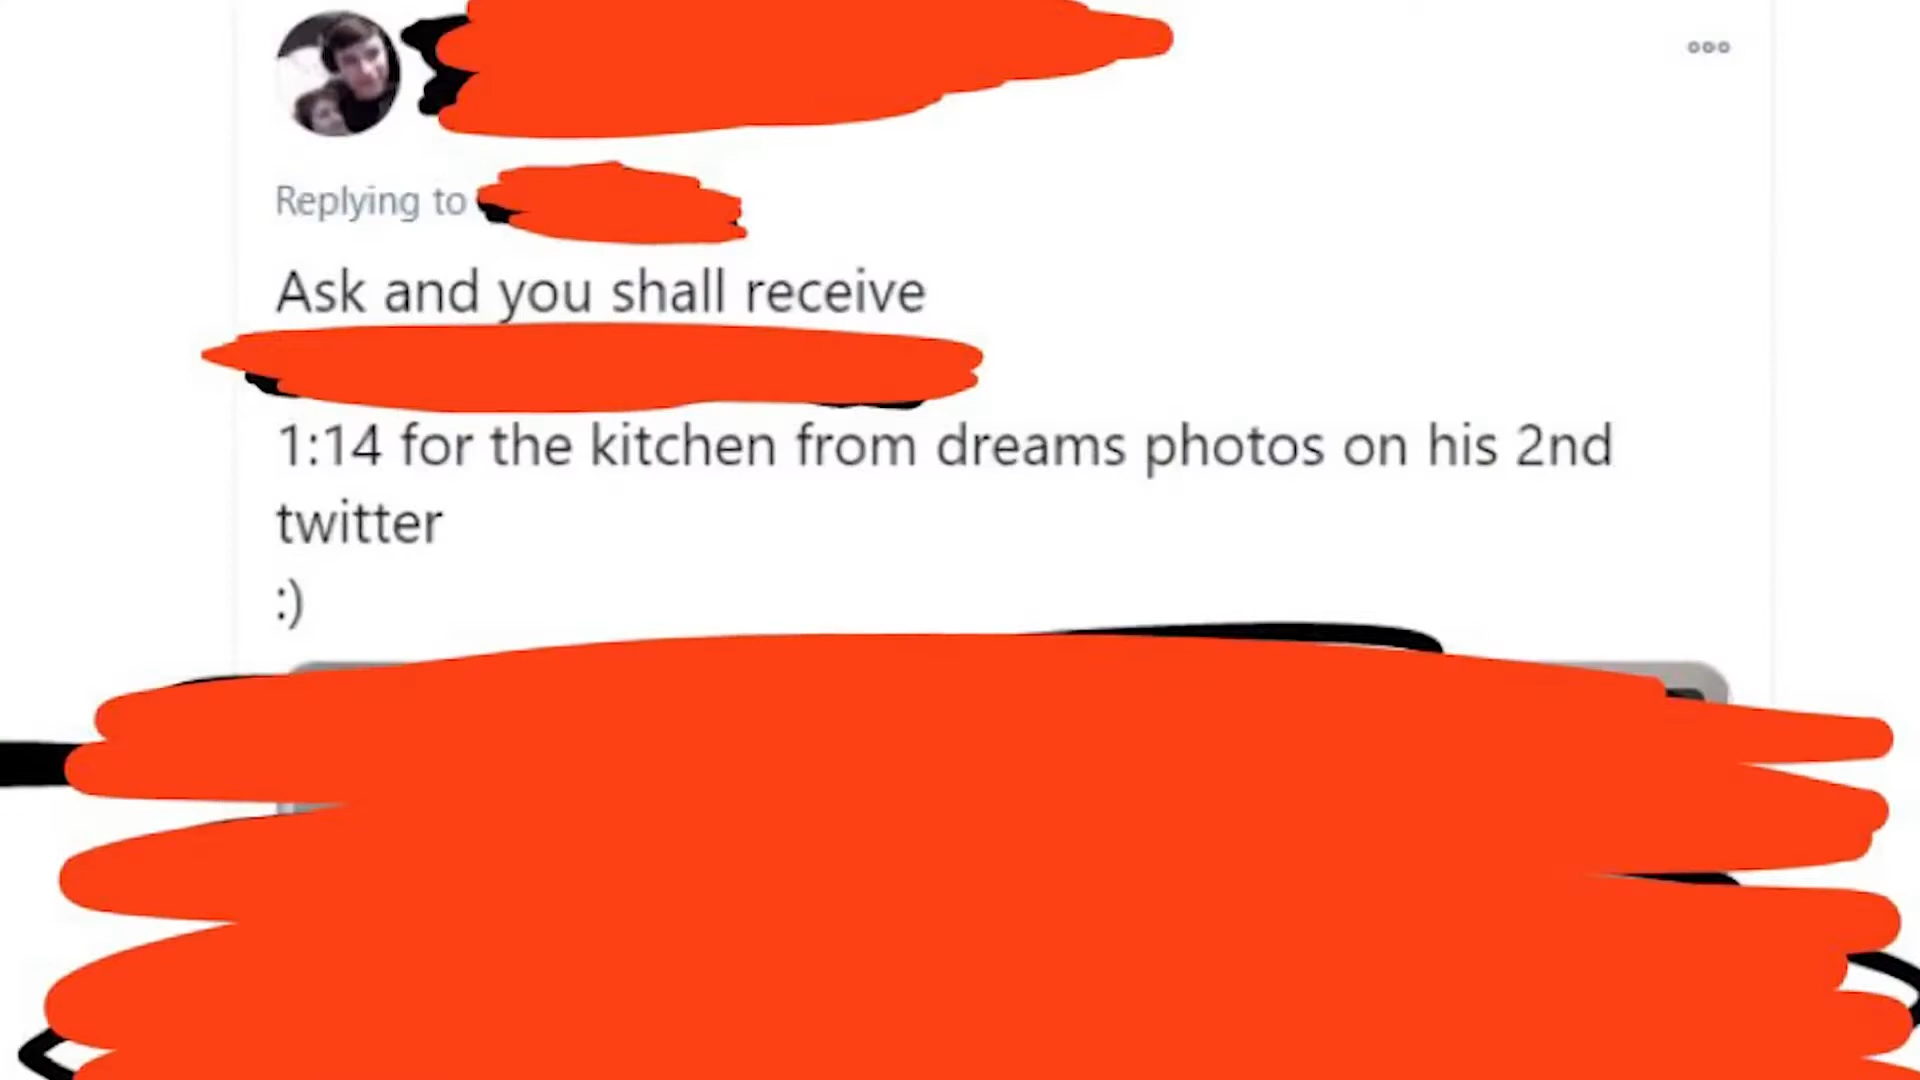 Replying to
Ask and you shall receive
1:14 for the kitchen from dreams photos on his 2nd
twitter
:)